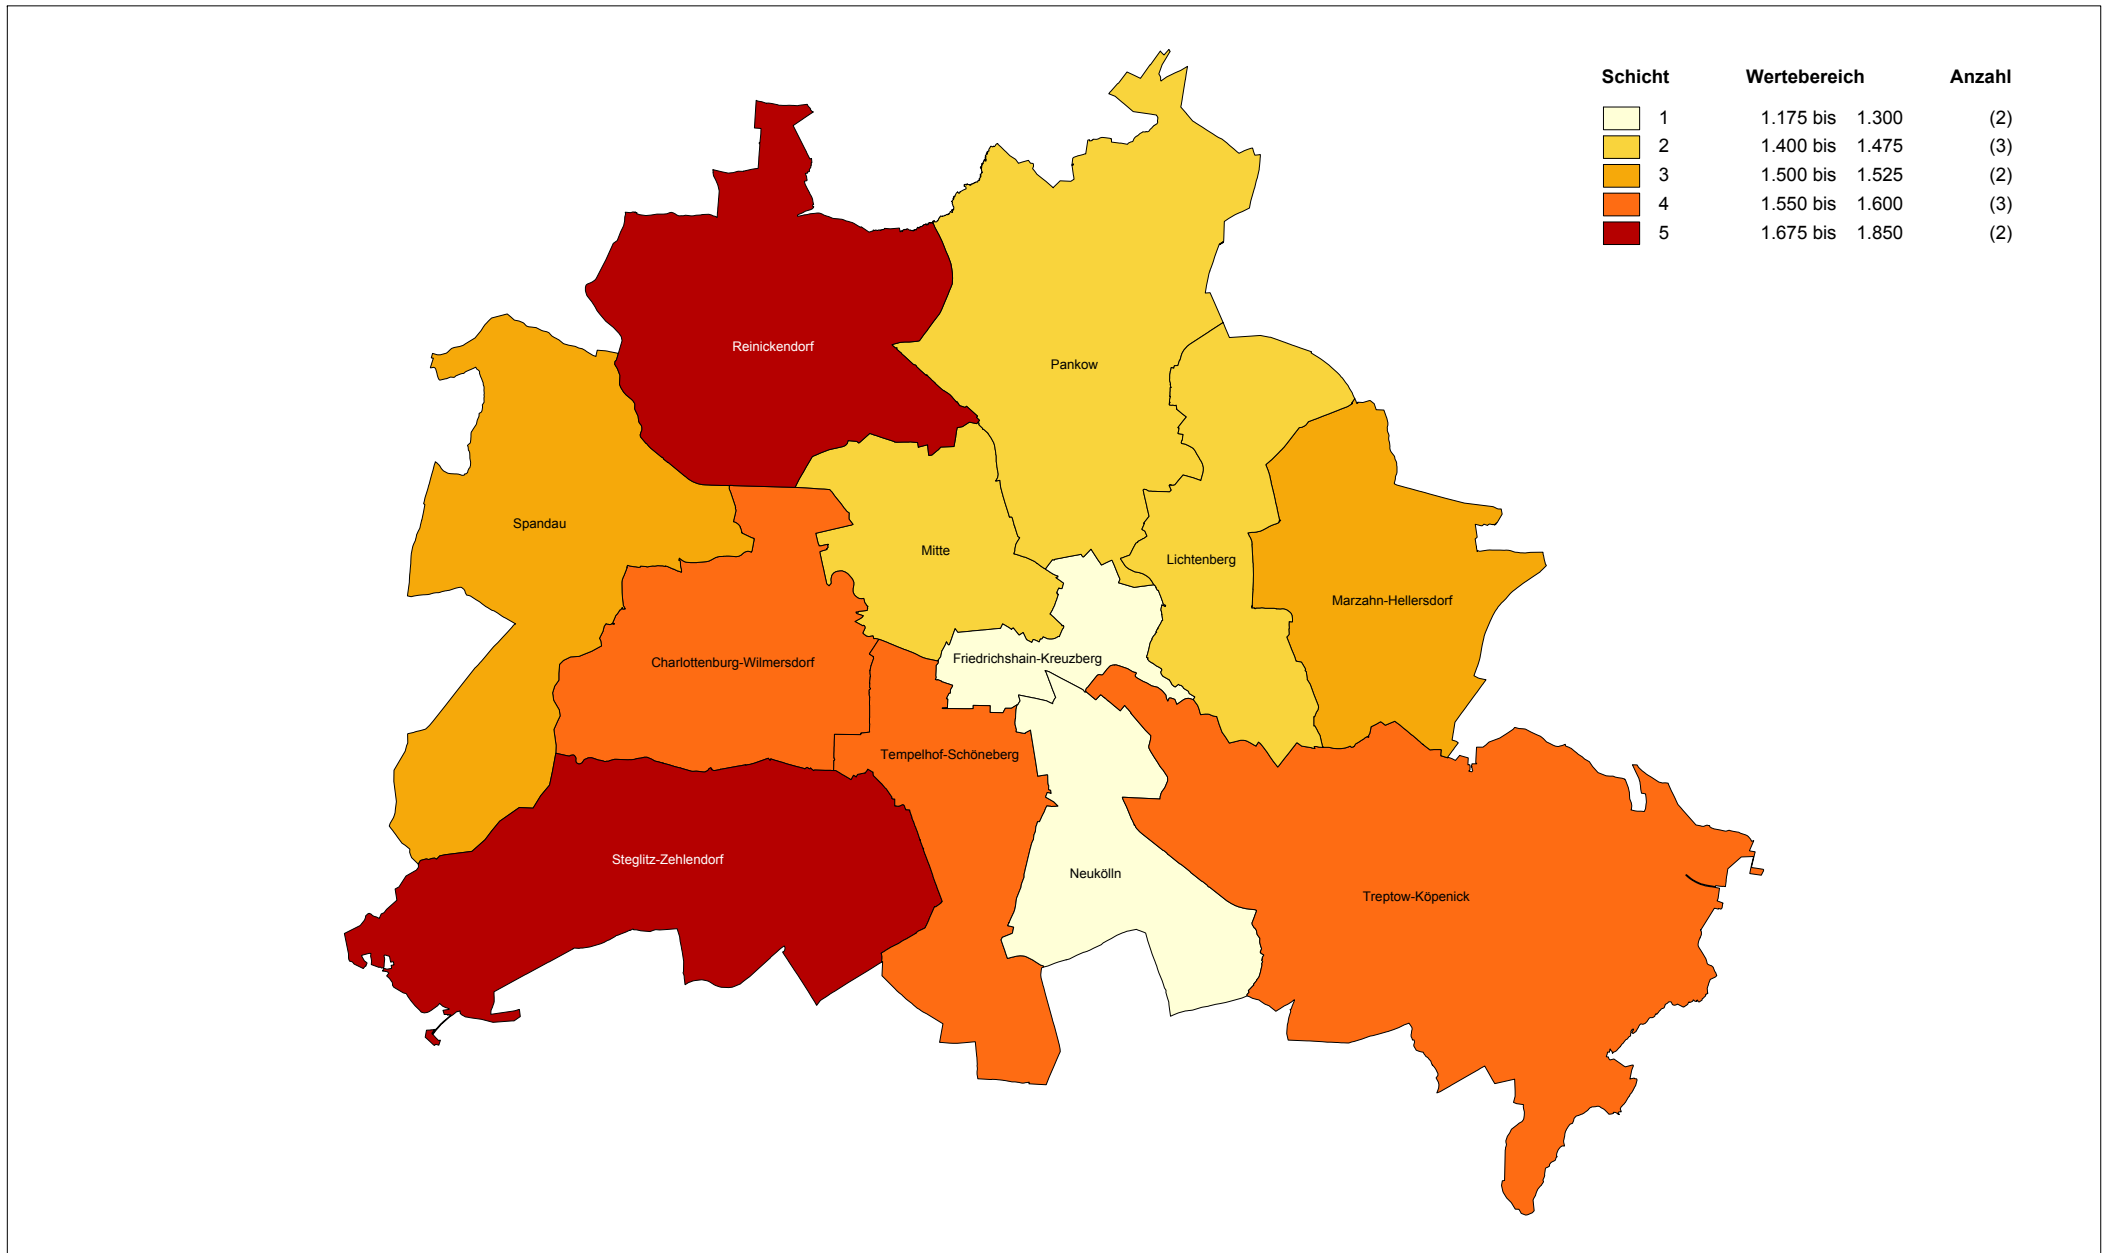 Schicht Wertebereich Anzahl
1 1.175 bis 1.300 (2)
2 1.400 bis 1.475 (3)
3 1.500 bis 1.525 (2)
4 1.550 bis 1.600 (3)
5 1.675 bis 1.850 (2)
Reinickendorf
Pankow
Spandau
Mitte
Lichtenberg
Marzahn-Hellersdorf
Charlottenburg-Wilmersdorf
Friedrichshain-Kreuzberg
Tempelhof-Schöneberg
Steglitz-Zehlendorf
Neukölln
Treptow-Köpenick